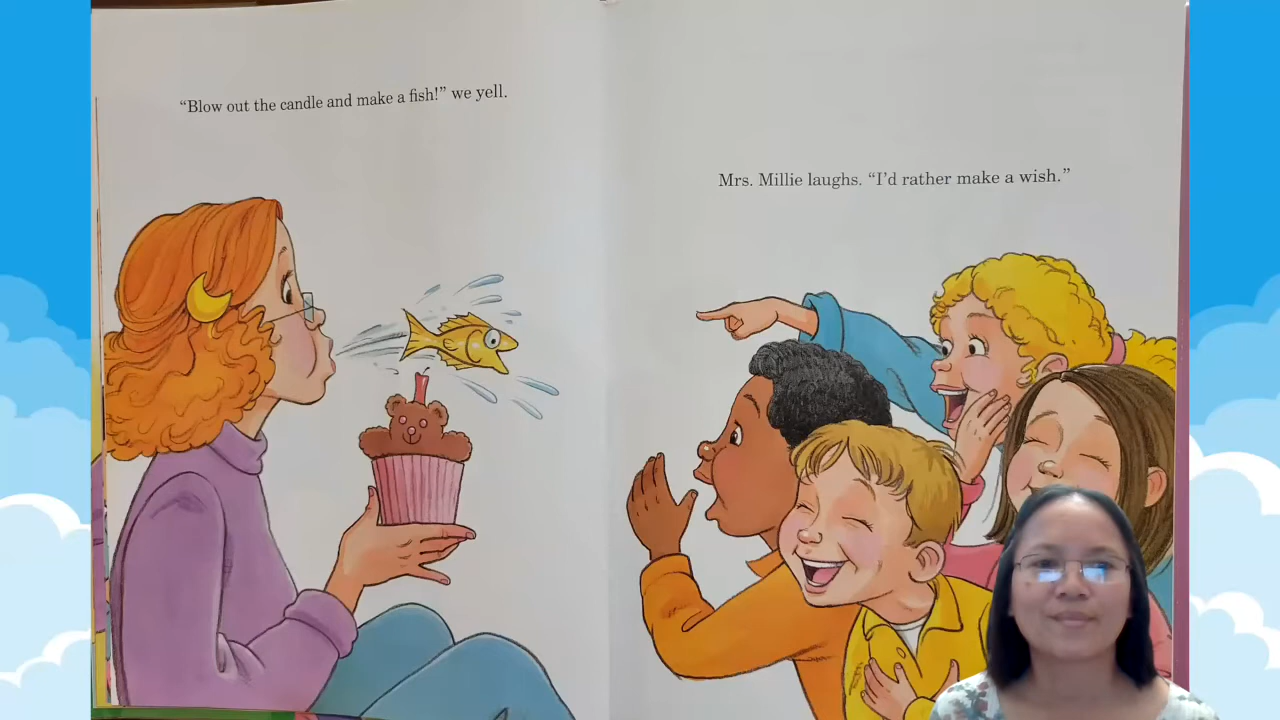 “Blow out the candle and make a fish!” we yell.
Mrs. Millie laughs. “I’d rather make a wish.”